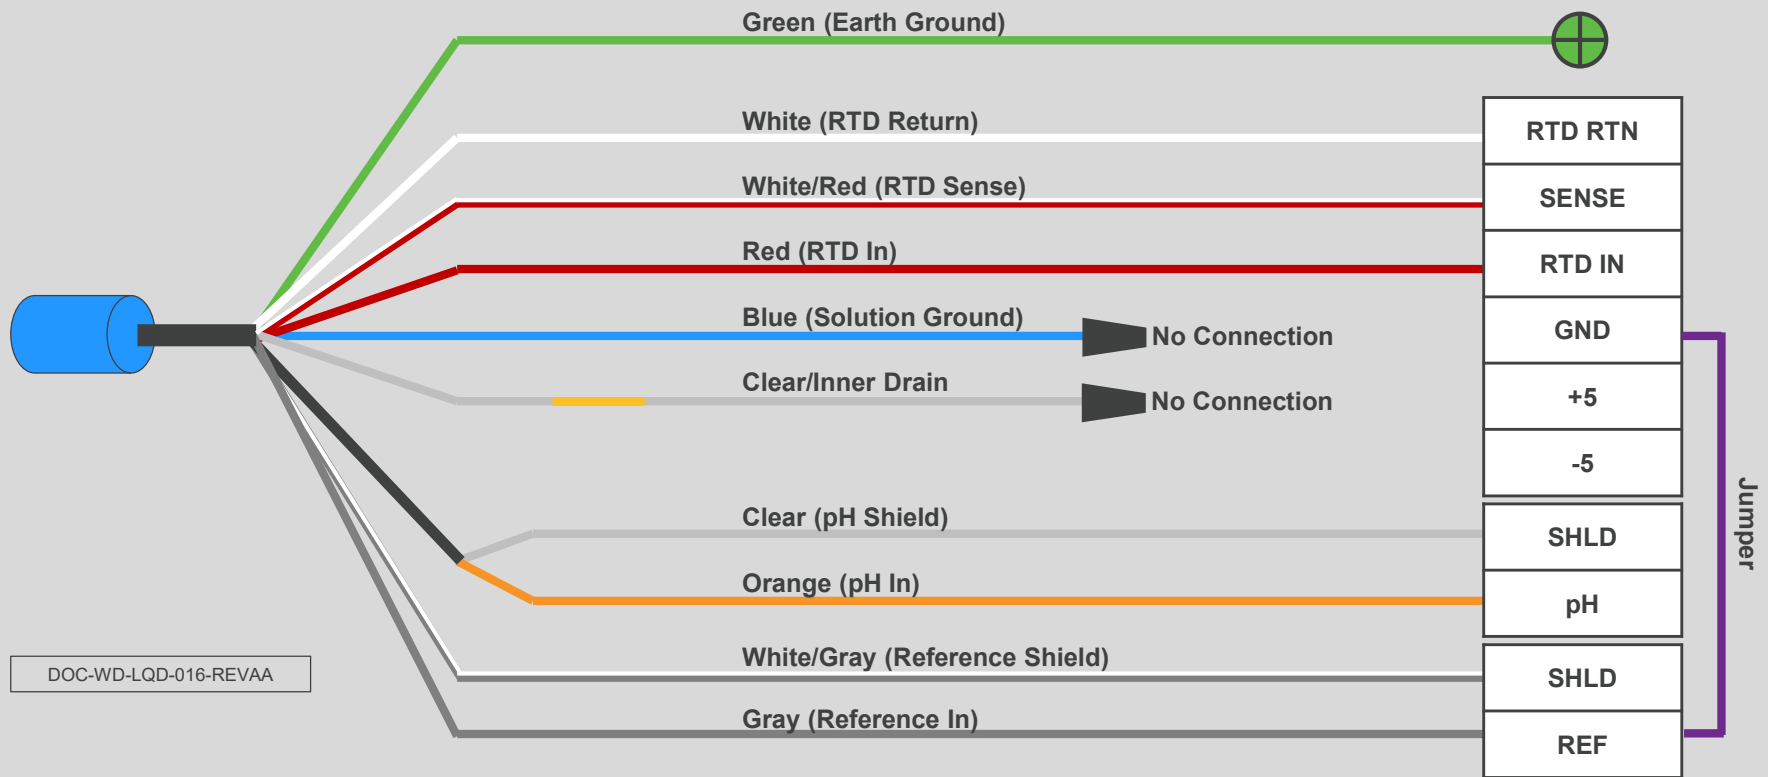 Green (Earth Ground)
White (RTD Return)
RTD RTN
White/Red (RTD Sense)
SENSE
Red (RTD In)
RTD IN
Blue (Solution Ground)
No Connection
GND
Clear/Inner Drain
No Connection
+5
-5
Jumper
Clear (pH Shield)
SHLD
Orange (pH In)
pH
White/Gray (Reference Shield)
SHLD
DOC-WD-LQD-016-REVAA
Gray (Reference In)
REF